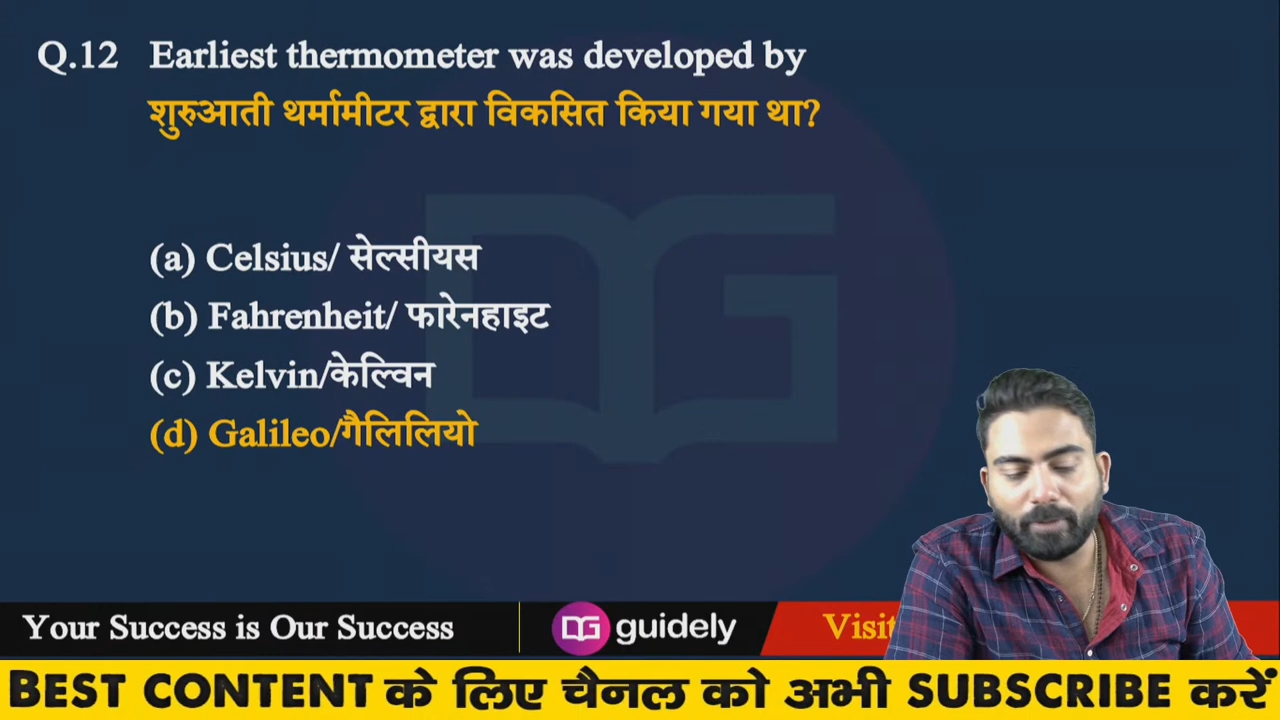 Q.12 Earliest thermometer was developed by
शुरुआती थर्मामीटर द्वारा विकसित किया गया था?
(a) Celsius/ सेल्सीयस
(b) Fahrenheit/ फारेनहाइट
(c) Kelvin/केल्विन
(d) Galileo/गैलिलियो
Your Success is Our Success
DG guidely
Visit
BEST CONTENT के लिए चैनल को अभी SUBSCRIBE करें